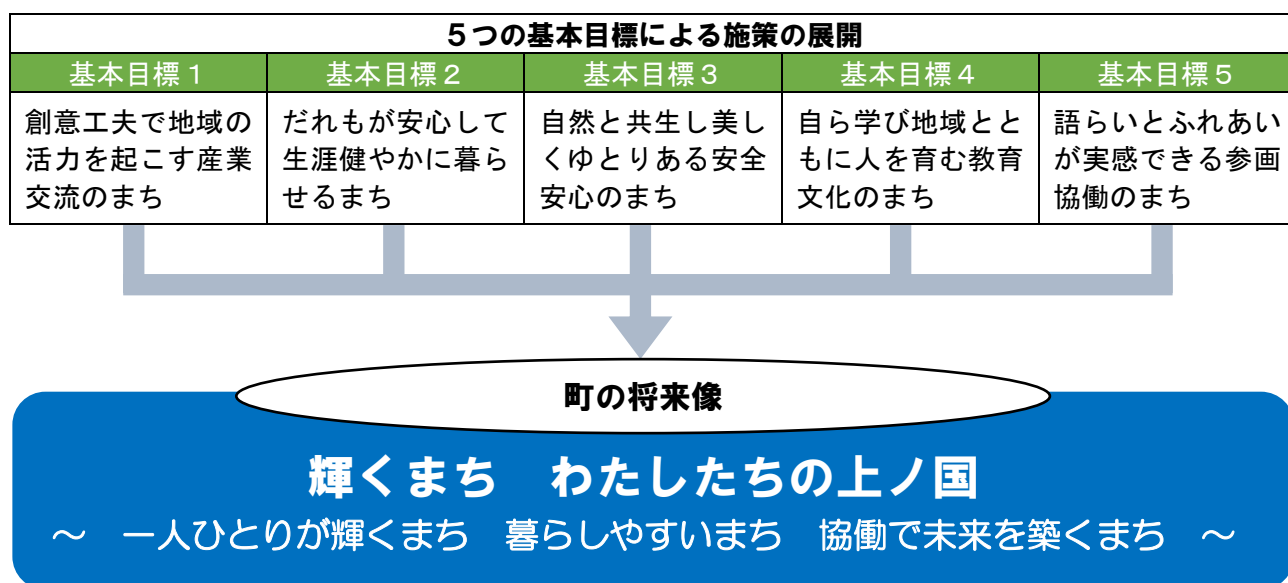 ５つの基本目標による施策の展開
基本目標１
基本目標２
基本目標３
基本目標４
基本目標５
創意工夫で地域の
活力を起こす産業
交流のまち
だれもが安心して
生涯健やかに暮ら
せるまち
自然と共生し美し
くゆとりある安全
安心のまち
自ら学び地域とと
もに人を育む教育
文化のまち
語らいとふれあい
が実感できる参画
協働のまち
町の将来像
輝くまち　わたしたちの上ノ国
～　一人ひとりが輝くまち　暮らしやすいまち　協働で未来を築くまち　～